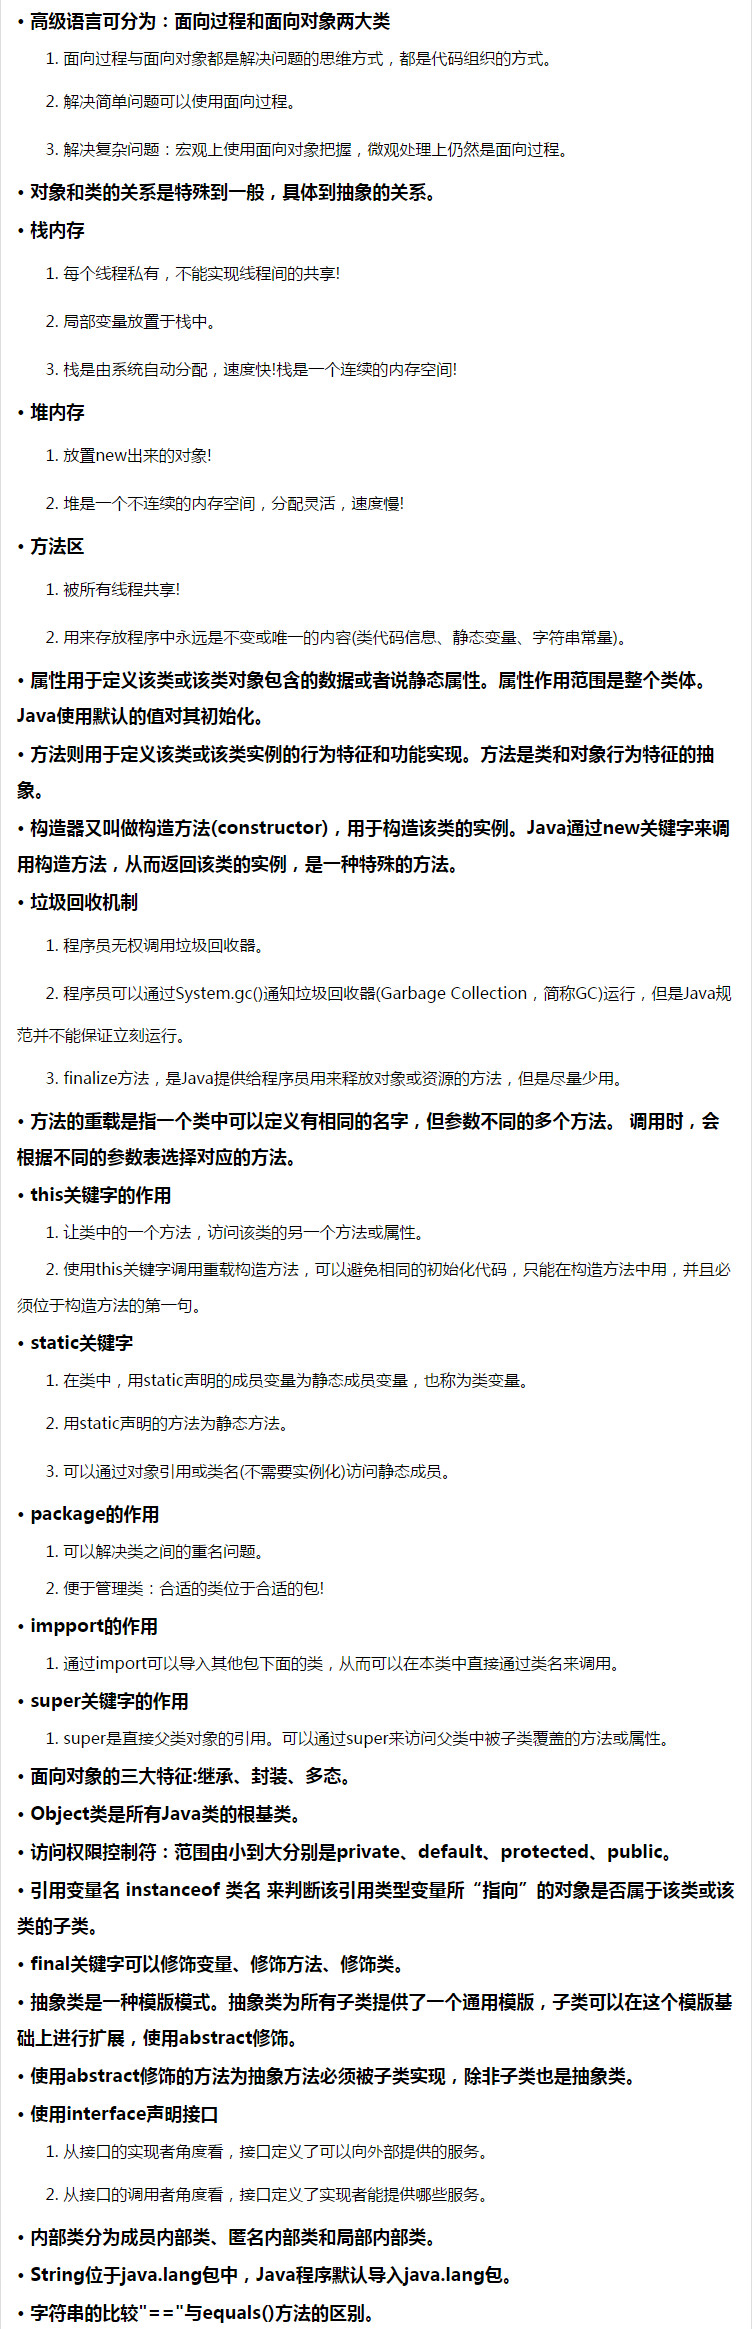 • 高级语言可分为：面向过程和面向对象两大类
1. 面向过程与面向对象都是解决问题的思维方式，都是代码组织的方式。
2. 解决简单问题可以使用面向过程。
3. 解决复杂问题：宏观上使用面向对象把握，微观处理上仍然是面向过程。
• 对象和类的关系是特殊到一般，具体到抽象的关系。
• 栈内存
1. 每个线程私有，不能实现线程间的共享!
2. 局部变量放置于栈中。
3. 栈是由系统自动分配，速度快!栈是一个连续的内存空间!
• 堆内存
1. 放置new出来的对象!
2. 堆是一个不连续的内存空间，分配灵活，速度慢!
• 方法区
1. 被所有线程共享!
2. 用来存放程序中永远是不变或唯一的内容(类代码信息、静态变量、字符串常量)。
• 属性用于定义该类或该类对象包含的数据或者说静态属性。属性作用范围是整个类体。
Java使用默认的值对其初始化。
• 方法则用于定义该类或该类实例的行为特征和功能实现。方法是类和对象行为特征的抽
象。
• 构造器又叫做构造方法(constructor)，用于构造该类的实例。Java通过new关键字来调
用构造方法，从而返回该类的实例，是一种特殊的方法。
• 垃圾回收机制
1. 程序员无权调用垃圾回收器。
2. 程序员可以通过System.gc()通知垃圾回收器(Garbage Collection，简称GC)运行，但是Java规
范并不能保证立刻运行。
3. finalize方法，是Java提供给程序员用来释放对象或资源的方法，但是尽量少用。
• 方法的重载是指一个类中可以定义有相同的名字，但参数不同的多个方法。 调用时，会
根据不同的参数表选择对应的方法。
• this关键字的作用
1. 让类中的一个方法，访问该类的另一个方法或属性。
2. 使用this关键字调用重载构造方法，可以避免相同的初始化代码，只能在构造方法中用，并且必
须位于构造方法的第一句。
• static关键字
1. 在类中，用static声明的成员变量为静态成员变量，也称为类变量。
2. 用static声明的方法为静态方法。
3. 可以通过对象引用或类名(不需要实例化)访问静态成员。
• package的作用
1. 可以解决类之间的重名问题。
2. 便于管理类：合适的类位于合适的包!
• impport的作用
1. 通过import可以导入其他包下面的类，从而可以在本类中直接通过类名来调用。
• super关键字的作用
1. super是直接父类对象的引用。可以通过super来访问父类中被子类覆盖的方法或属性。
• 面向对象的三大特征:继承、封装、多态。
• Object类是所有Java类的根基类。
• 访问权限控制符：范围由小到大分别是private、default、protected、public。
• 引用变量名 instanceof 类名 来判断该引用类型变量所“指向”的对象是否属于该类或该
类的子类。
• final关键字可以修饰变量、修饰方法、修饰类。
• 抽象类是一种模版模式。抽象类为所有子类提供了一个通用模版，子类可以在这个模版基
础上进行扩展，使用abstract修饰。
• 使用abstract修饰的方法为抽象方法必须被子类实现，除非子类也是抽象类。
• 使用interface声明接口
1. 从接口的实现者角度看，接口定义了可以向外部提供的服务。
2. 从接口的调用者角度看，接口定义了实现者能提供哪些服务。
• 内部类分为成员内部类、匿名内部类和局部内部类。
• String位于java.lang包中，Java程序默认导入java.lang包。
• 字符串的比较"=="与equals()方法的区别。